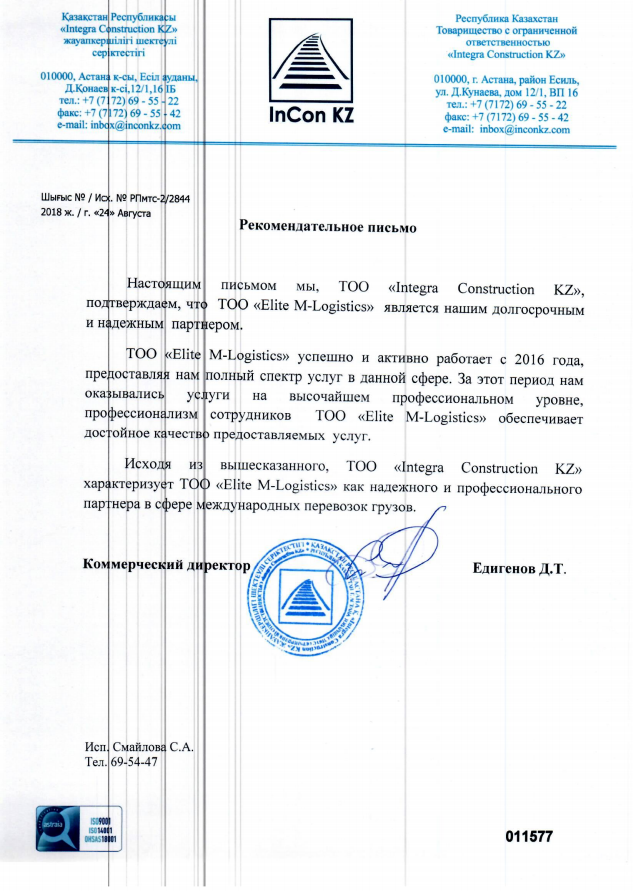 Қазақстан Республикасы
«Integra Construction KZ»
жауапкершілігі шектеулі
серіктестігі
010000, Астана қ-сы, Есіл ауданы,
Д.Қонаев к-сі,12/1,16 ІБ
тел.: +7 (7172) 69 - 55 - 22
факс: +7 (7172) 69 - 55 - 42
e-mail: inbox@inconkz.com
InCon KZ
Республика Казахстан
Товарищество с ограниченной
ответственностью
«Integra Construction KZ»
010000, г. Астана, район Есиль,
ул. Д.Кунаева, дом 12/1, ВП 16
тел.: +7 (7172) 69 - 55 - 22
факс: +7 (7172) 69 - 55 - 42
e-mail: inbox@inconkz.com
Шығыс № / Исх. № РПмтс-2/2844
2018 ж. / г. «24» Августа
Рекомендательное письмо
Настоящим письмом мы, ТОО «Integra Construction KZ»,
подтверждаем, что ТОО «Elite M-Logistics» является нашим долгосрочным
и надежным партнером.
ТОО «Elite M-Logistics» успешно и активно работает с 2016 года,
предоставляя нам полный спектр услуг в данной сфере. За этот период нам
оказывались услуги на высочайшем профессиональном уровне,
профессионализм сотрудников ТОО «Elite M-Logistics» обеспечивает
достойное качество предоставляемых услуг.
Исходя из вышесказанного, ТОО «Integra Construction KZ»
характеризует ТОО «Elite M-Logistics» как надежного и профессионального
партнера в сфере международных перевозок грузов.
Коммерческий директор
Едигенов Д.Т.
Исп. Смайлова С.А.
Тел. 69-54-47
astraia
ISO9001
ISO14001
OHSAS18001
011577